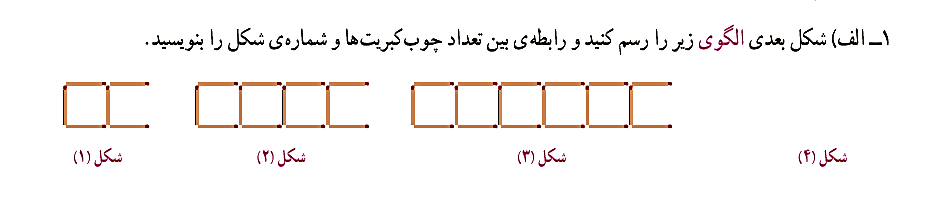 ۱ــ الف) شکل بعدی الگوی زیر را رسم کنید و رابطه‌ی بین تعداد چوب‌کبریت‌ها و شماره‌ی شکل را بنویسید.
شکل (۱) شکل (۲) شکل (۳) شکل (۴)